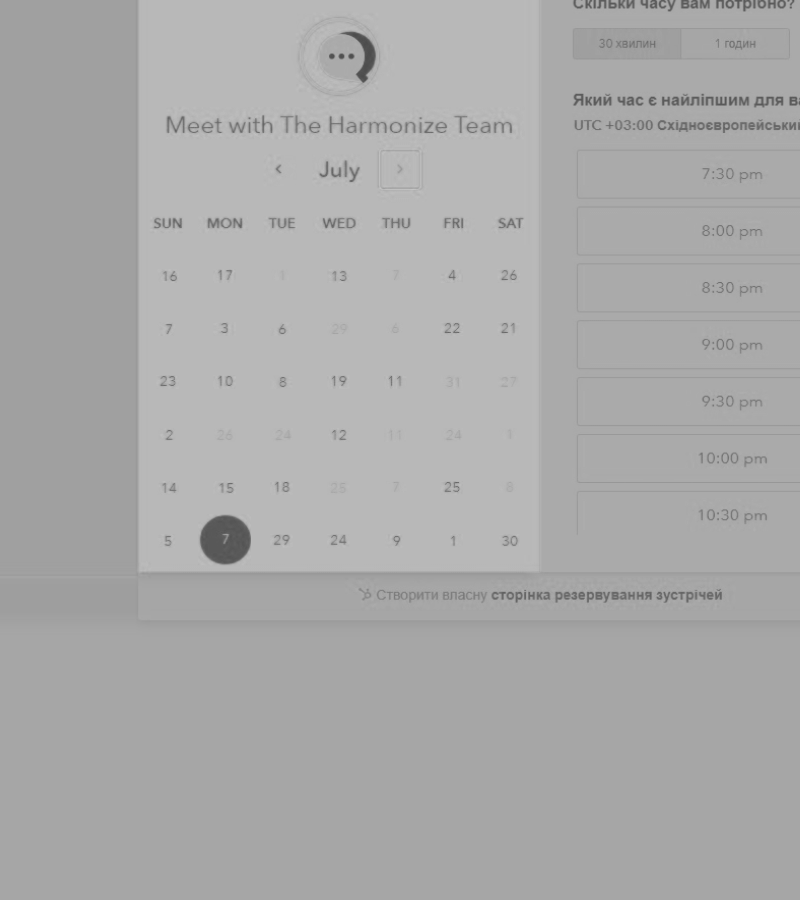 Скільки часу вам потрібно?
30 хвилин 1 годин
Meet with The Harmonize Team
Який час є найліпшим для ва
UTC +03:00 Східноєвропейський
‹ July ›
7:30 pm
SUN MON TUE WED THU FRI SAT
8:00 pm
16 17 1 13 7 4 26
8:30 pm
7 3 6 29 6 22 21
9:00 pm
23 10 8 19 11 31 27
9:30 pm
2 26 24 12 11 24 1
10:00 pm
14 15 18 25 7 25 8
10:30 pm
5 7 29 24 9 1 30
Створити власну сторінка резервування зустрічей